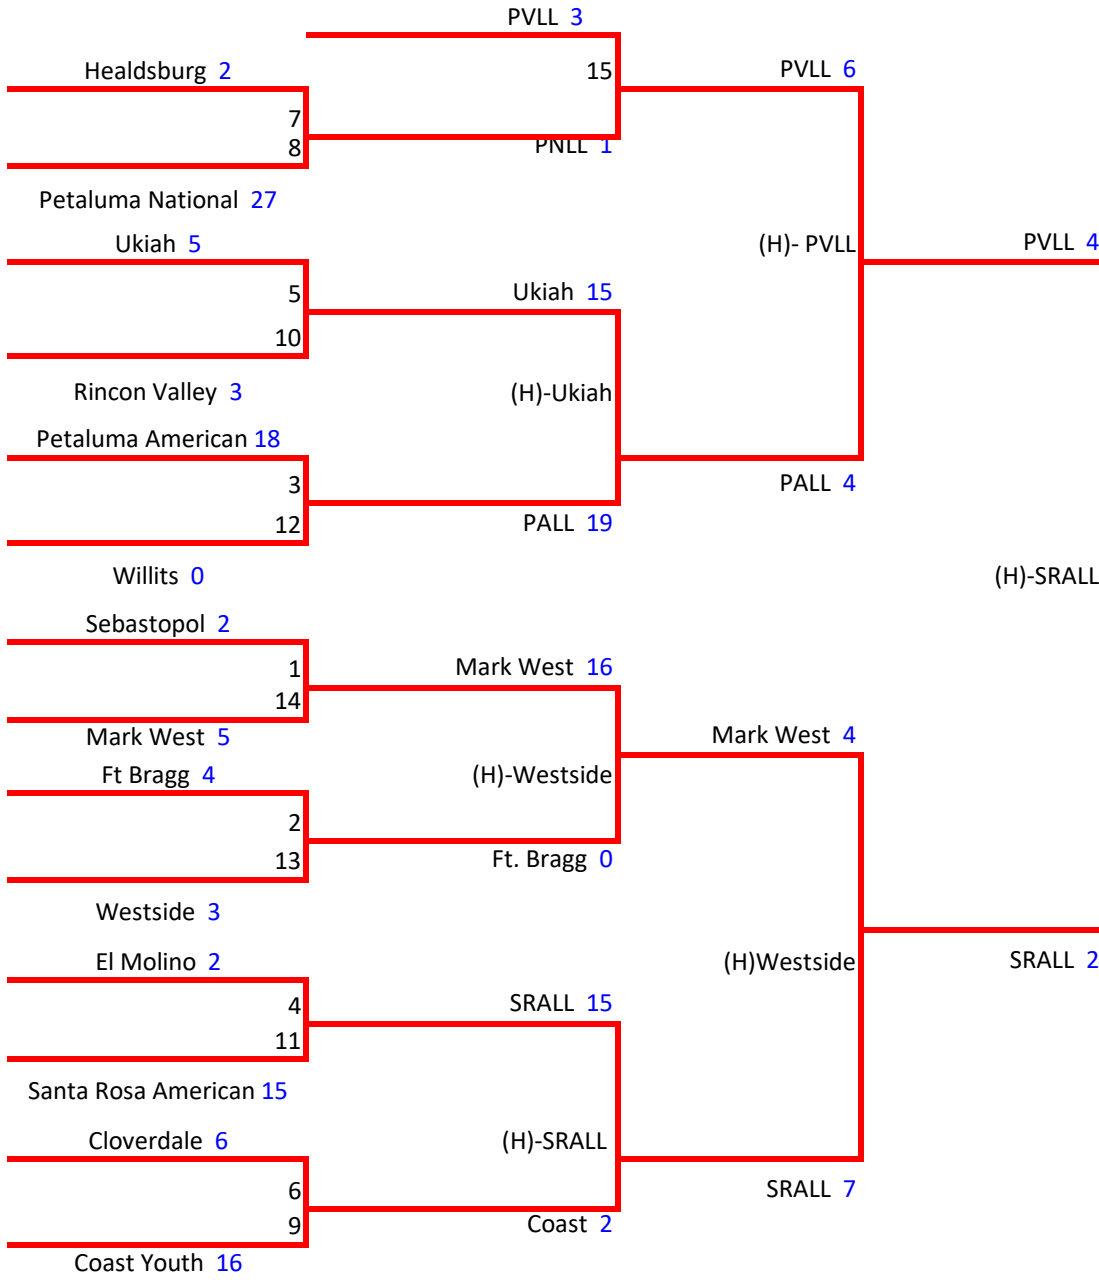 PVLL 3
15
PVLL 6
Healdsburg 2
7
8
PNLL 1
Petaluma National 27
Ukiah 5
(H)- PVLL
PVLL 4
5
Ukiah 15
10
Rincon Valley 3
(H)-Ukiah
Petaluma American 18
3
PALL 4
12
PALL 19
Willits 0
(H)-SRALL
Sebastopol 2
1
Mark West 16
14
Mark West 5
Mark West 4
Ft Bragg 4
(H)-Westside
2
13
Ft. Bragg 0
Westside 3
El Molino 2
(H)Westside
SRALL 2
4
SRALL 15
11
Santa Rosa American 15
Cloverdale 6
(H)-SRALL
6
SRALL 7
9
Coast 2
Coast Youth 16